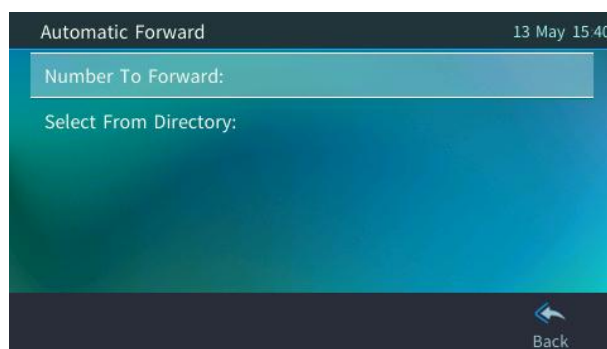 Automatic Forward
13 May 15:40
Number To Forward:
Select From Directory:
Back